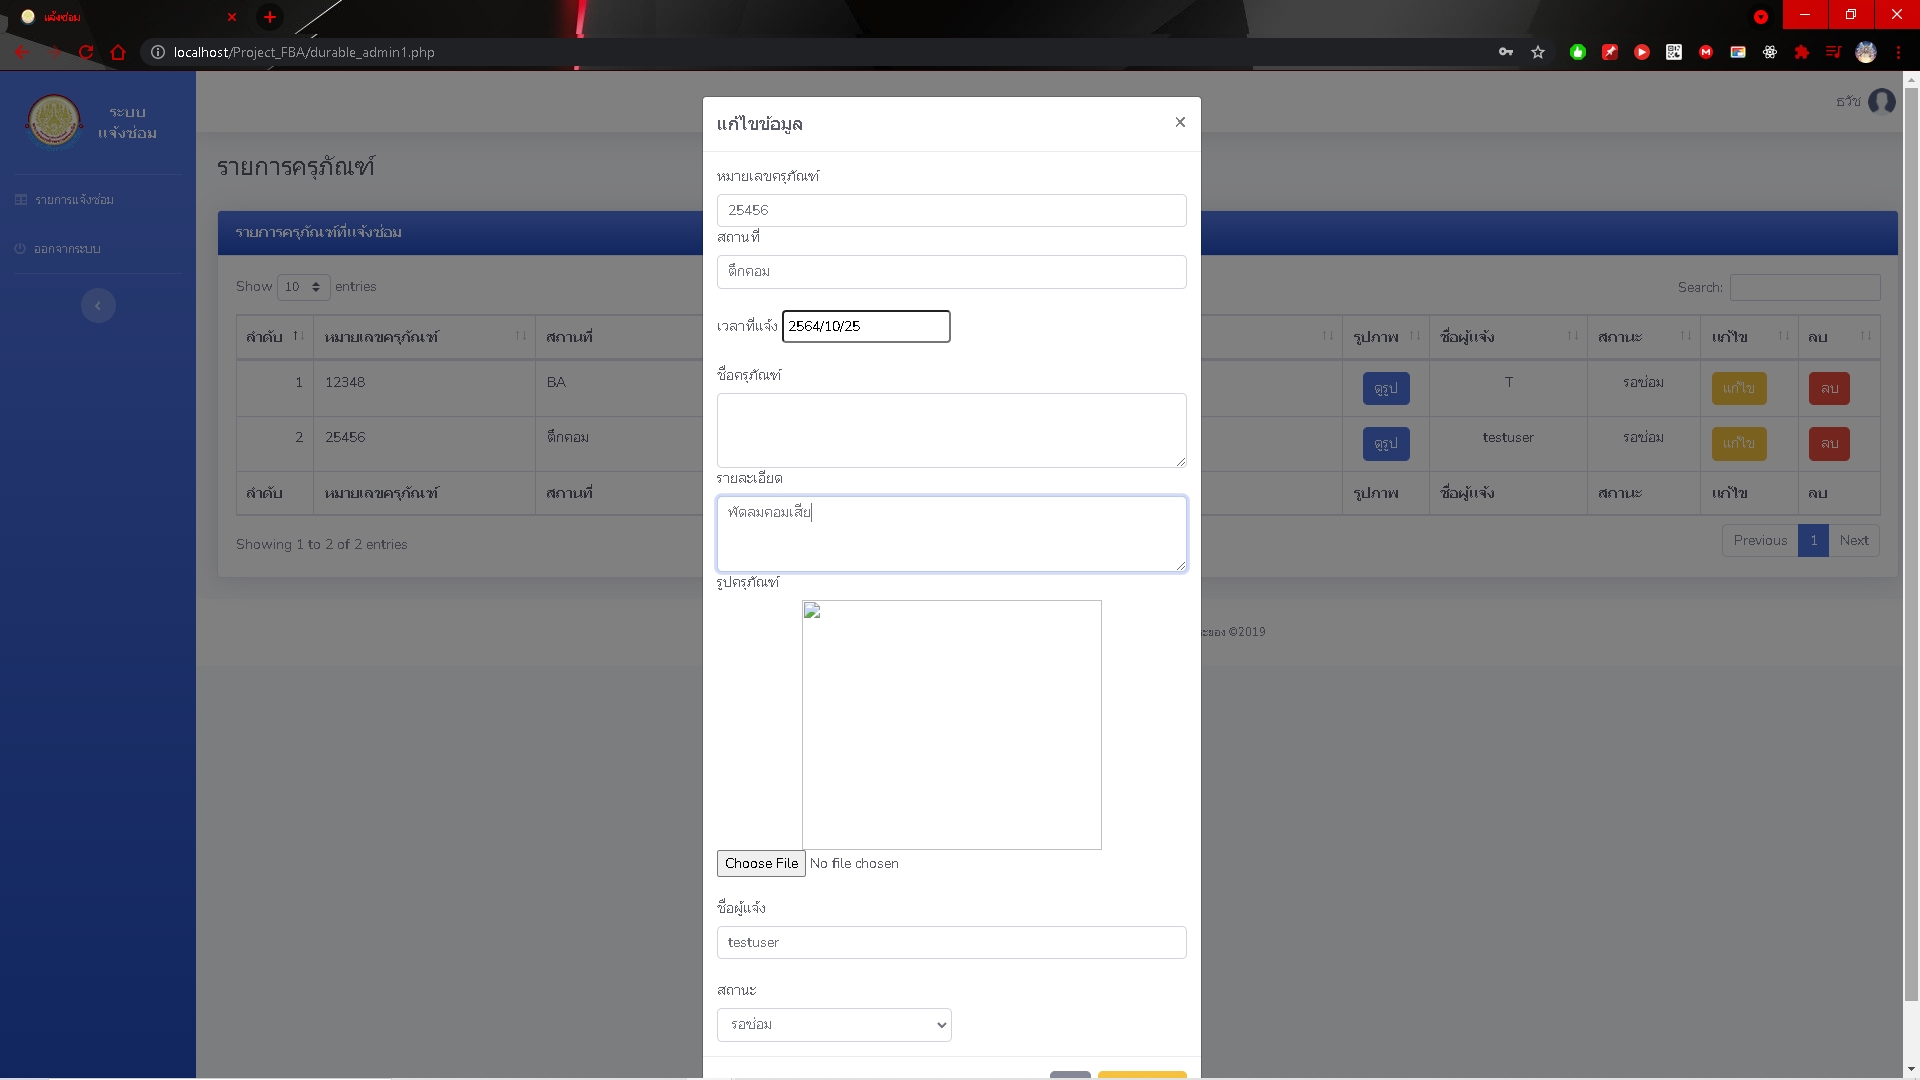 แจ้งซ่อม
localhost/Project_FBA/durable_admin1.php
ระบบ
แจ้งซ่อม
รายการแจ้งซ่อม
ออกจากระบบ
ธวัช
รายการครุภัณฑ์
รายการครุภัณฑ์ที่แจ้งซ่อม
Show 10 entries
Search:
ลำดับ หมายเลขครุภัณฑ์ สถานที่ รูปภาพ ชื่อผู้แจ้ง สถานะ แก้ไข ลบ
1 12348 BA ดูรูป T รอซ่อม แก้ไข ลบ
2 25456 ตึกคอม ดูรูป testuser รอซ่อม แก้ไข ลบ
ลำดับ หมายเลขครุภัณฑ์ สถานที่ รูปภาพ ชื่อผู้แจ้ง สถานะ แก้ไข ลบ
Showing 1 to 2 of 2 entries
Previous 1 Next
©2019
แก้ไขข้อมูล
×
หมายเลขครุภัณฑ์
25456
สถานที่
ตึกคอม
เวลาที่แจ้ง 2564/10/25
ชื่อครุภัณฑ์
รายละเอียด
พัดลมคอมเสีย
รูปครุภัณฑ์
Choose File No file chosen
ชื่อผู้แจ้ง
testuser
สถานะ
รอซ่อม